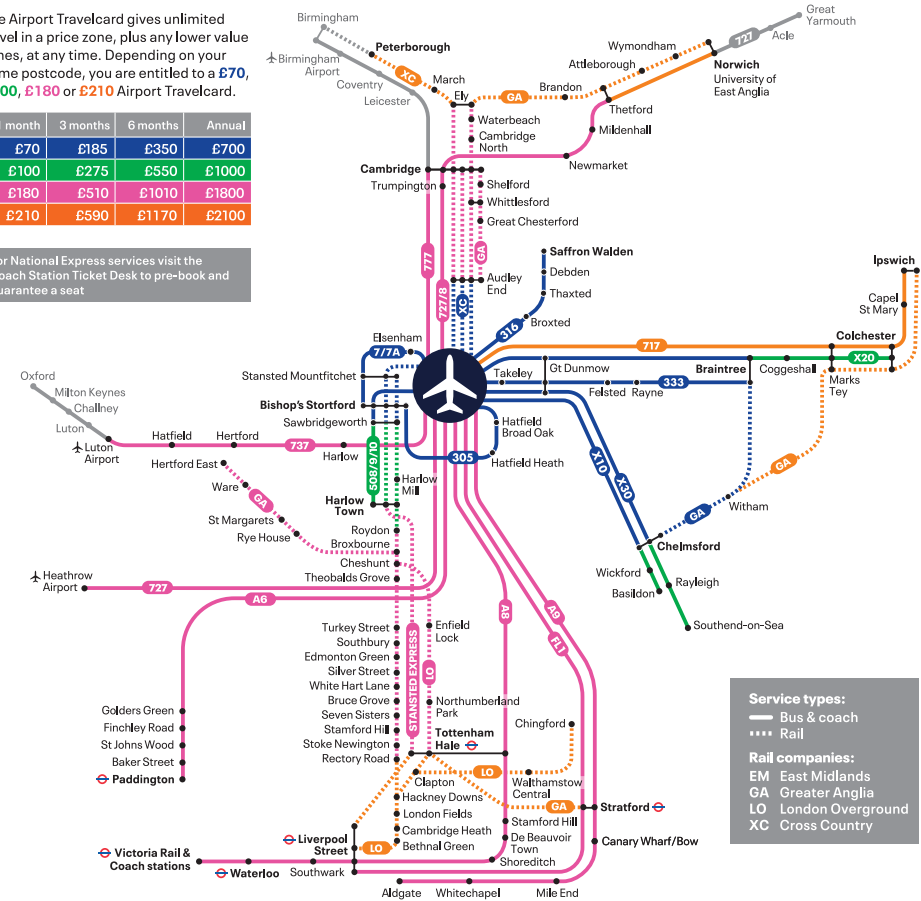 Airport Travelcard gives unlimited
in a price zone, plus any lower value
at any time. Depending on your
postcode, you are entitled to a £70,
£180 or £210 Airport Travelcard.
month 3 months 6 months Annual
£70 £185 £350 £700
£100 £275 £550 £1000
£180 £510 £1010 £1800
£210 £590 £1170 £2100
National Express services visit the
Station Ticket Desk to pre-book and
a seat
Birmingham
Birmingham
Airport
Coventry
Leicester
Peterborough
XC
March
Ely
GA
Brandon
Attleborough
Wymondham
Thetford
Norwich
University of
East Anglia
727
Acle
Great
Yarmouth
Waterbeach
Cambridge
North
Mildenhall
Newmarket
Cambridge
Trumpington
Shelford
Whittlesford
Great Chesterford
GA
777
727/8
Audley
End
XC
Saffron Walden
Debden
Thaxted
Broxted
316
Ipswich
Capel
St Mary
Colchester
717
X20
Marks
Tey
Coggeshall
Braintree
Elsenham
7/7A
Stansted Mountfitchet
Bishop's Stortford
Sawbridgeworth
Takeley
Gt Dunmow
Felsted
Rayne
333
Oxford
Milton Keynes
Challney
Luton
Luton
Airport
Hatfield
Hertford
737
Harlow
508/9/10
305
Hatfield
Broad Oak
Hatfield Heath
X10
X30
GA
Witham
GA
Chelmsford
Wickford
Basildon
Rayleigh
Southend-on-Sea
Hertford East
Ware
GA
St Margarets
Rye House
Harlow
Mill
Harlow
Town
Roydon
Broxbourne
Cheshunt
Theobalds Grove
Heathrow
Airport
727
A6
A8
A9
FL1
Turkey Street
Southbury
Edmonton Green
Silver Street
White Hart Lane
Bruce Grove
Seven Sisters
Stamford Hill
Stoke Newington
Rectory Road
STANSTED EXPRESS
LO
Enfield
Lock
Northumberland
Park
Tottenham
Hale
Chingford
Golders Green
Finchley Road
St Johns Wood
Baker Street
Paddington
Clapton
LO
Walthamstow
Central
Hackney Downs
London Fields
Cambridge Heath
Bethnal Green
GA
Stratford
Liverpool
Street
LO
Stamford Hill
De Beauvoir
Town
Shoreditch
Canary Wharf/Bow
Victoria Rail &
Coach stations
Waterloo
Southwark
Aldgate
Whitechapel
Mile End
Service types:
Bus & coach
Rail
Rail companies:
EM East Midlands
GA Greater Anglia
LO London Overground
XC Cross Country